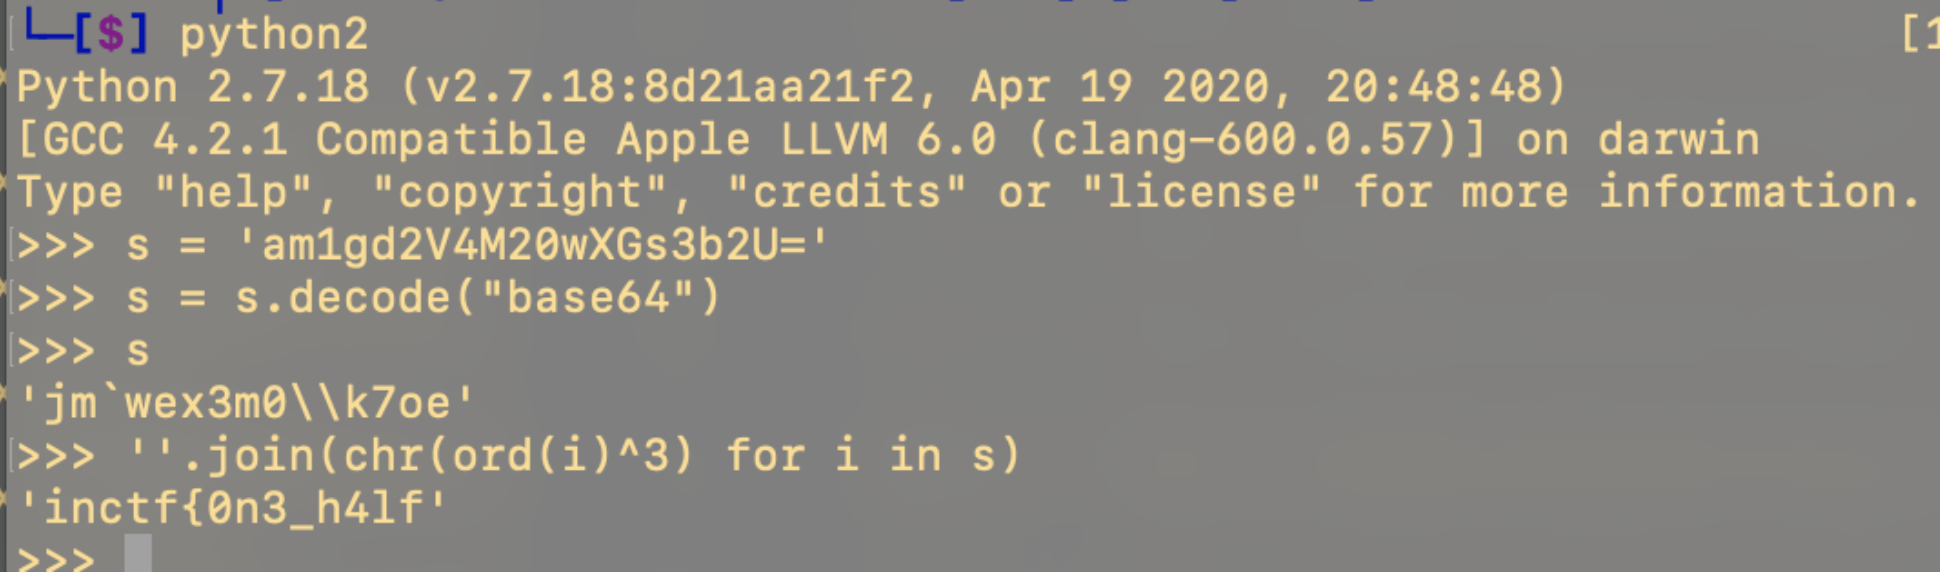 └─[$] python2 [1
Python 2.7.18 (v2.7.18:8d21aa21f2, Apr 19 2020, 20:48:48)
[GCC 4.2.1 Compatible Apple LLVM 6.0 (clang-600.0.57)] on darwin
Type "help", "copyright", "credits" or "license" for more information.
>>> s = 'am1gd2V4M20wXGs3b2U='
>>> s = s.decode("base64")
>>> s
'jm`wex3m0\\k7oe'
>>> ''.join(chr(ord(i)^3) for i in s)
'inctf{0n3_h4lf'
>>>